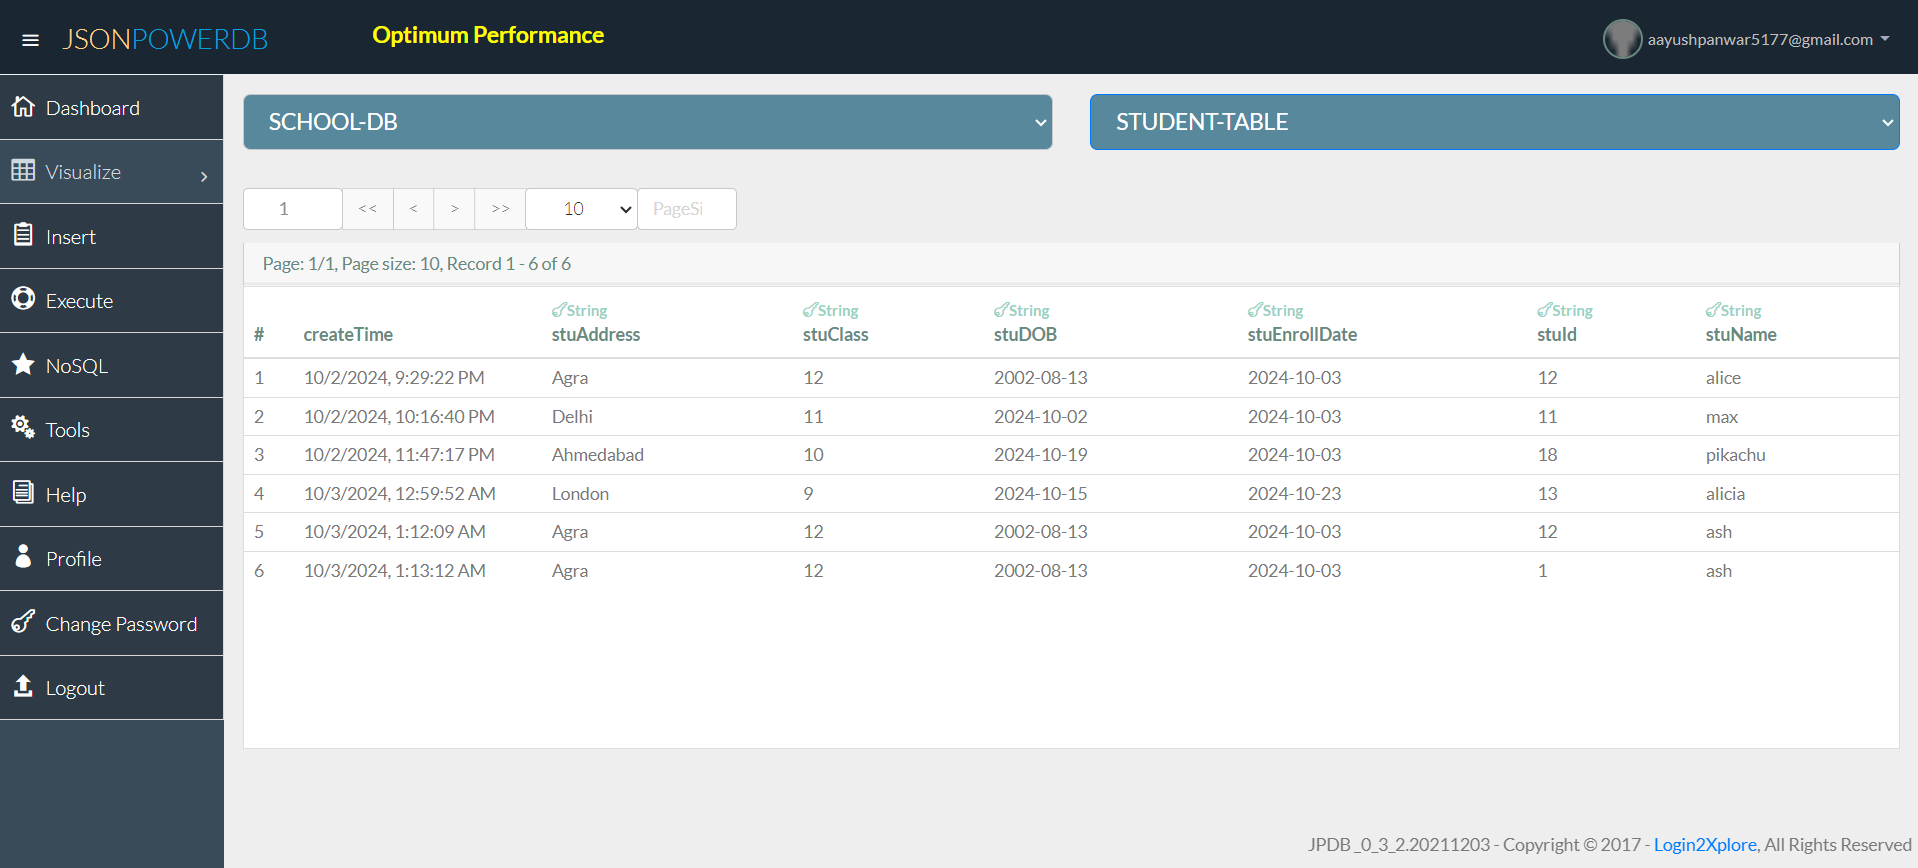 JSONPOWERDB
Optimum Performance
aayushpanwar5177@gmail.com
Dashboard
Visualize
Insert
Execute
NoSQL
Tools
Help
Profile
Change Password
Logout
SCHOOL-DB
STUDENT-TABLE
1 << < > >> 10 PageSi
Page: 1/1, Page size: 10, Record 1 - 6 of 6
String String String String String String
# createTime stuAddress stuClass stuDOB stuEnrollDate stuId stuName
1 10/2/2024, 9:29:22 PM Agra 12 2002-08-13 2024-10-03 12 alice
2 10/2/2024, 10:16:40 PM Delhi 11 2024-10-02 2024-10-03 11 max
3 10/2/2024, 11:47:17 PM Ahmedabad 10 2024-10-19 2024-10-03 18 pikachu
4 10/3/2024, 12:59:52 AM London 9 2024-10-15 2024-10-23 13 alicia
5 10/3/2024, 1:12:09 AM Agra 12 2002-08-13 2024-10-03 12 ash
6 10/3/2024, 1:13:12 AM Agra 12 2002-08-13 2024-10-03 1 ash
JPDB_0_3_2.20211203 - Copyright © 2017 - Login2Xplore, All Rights Reserved